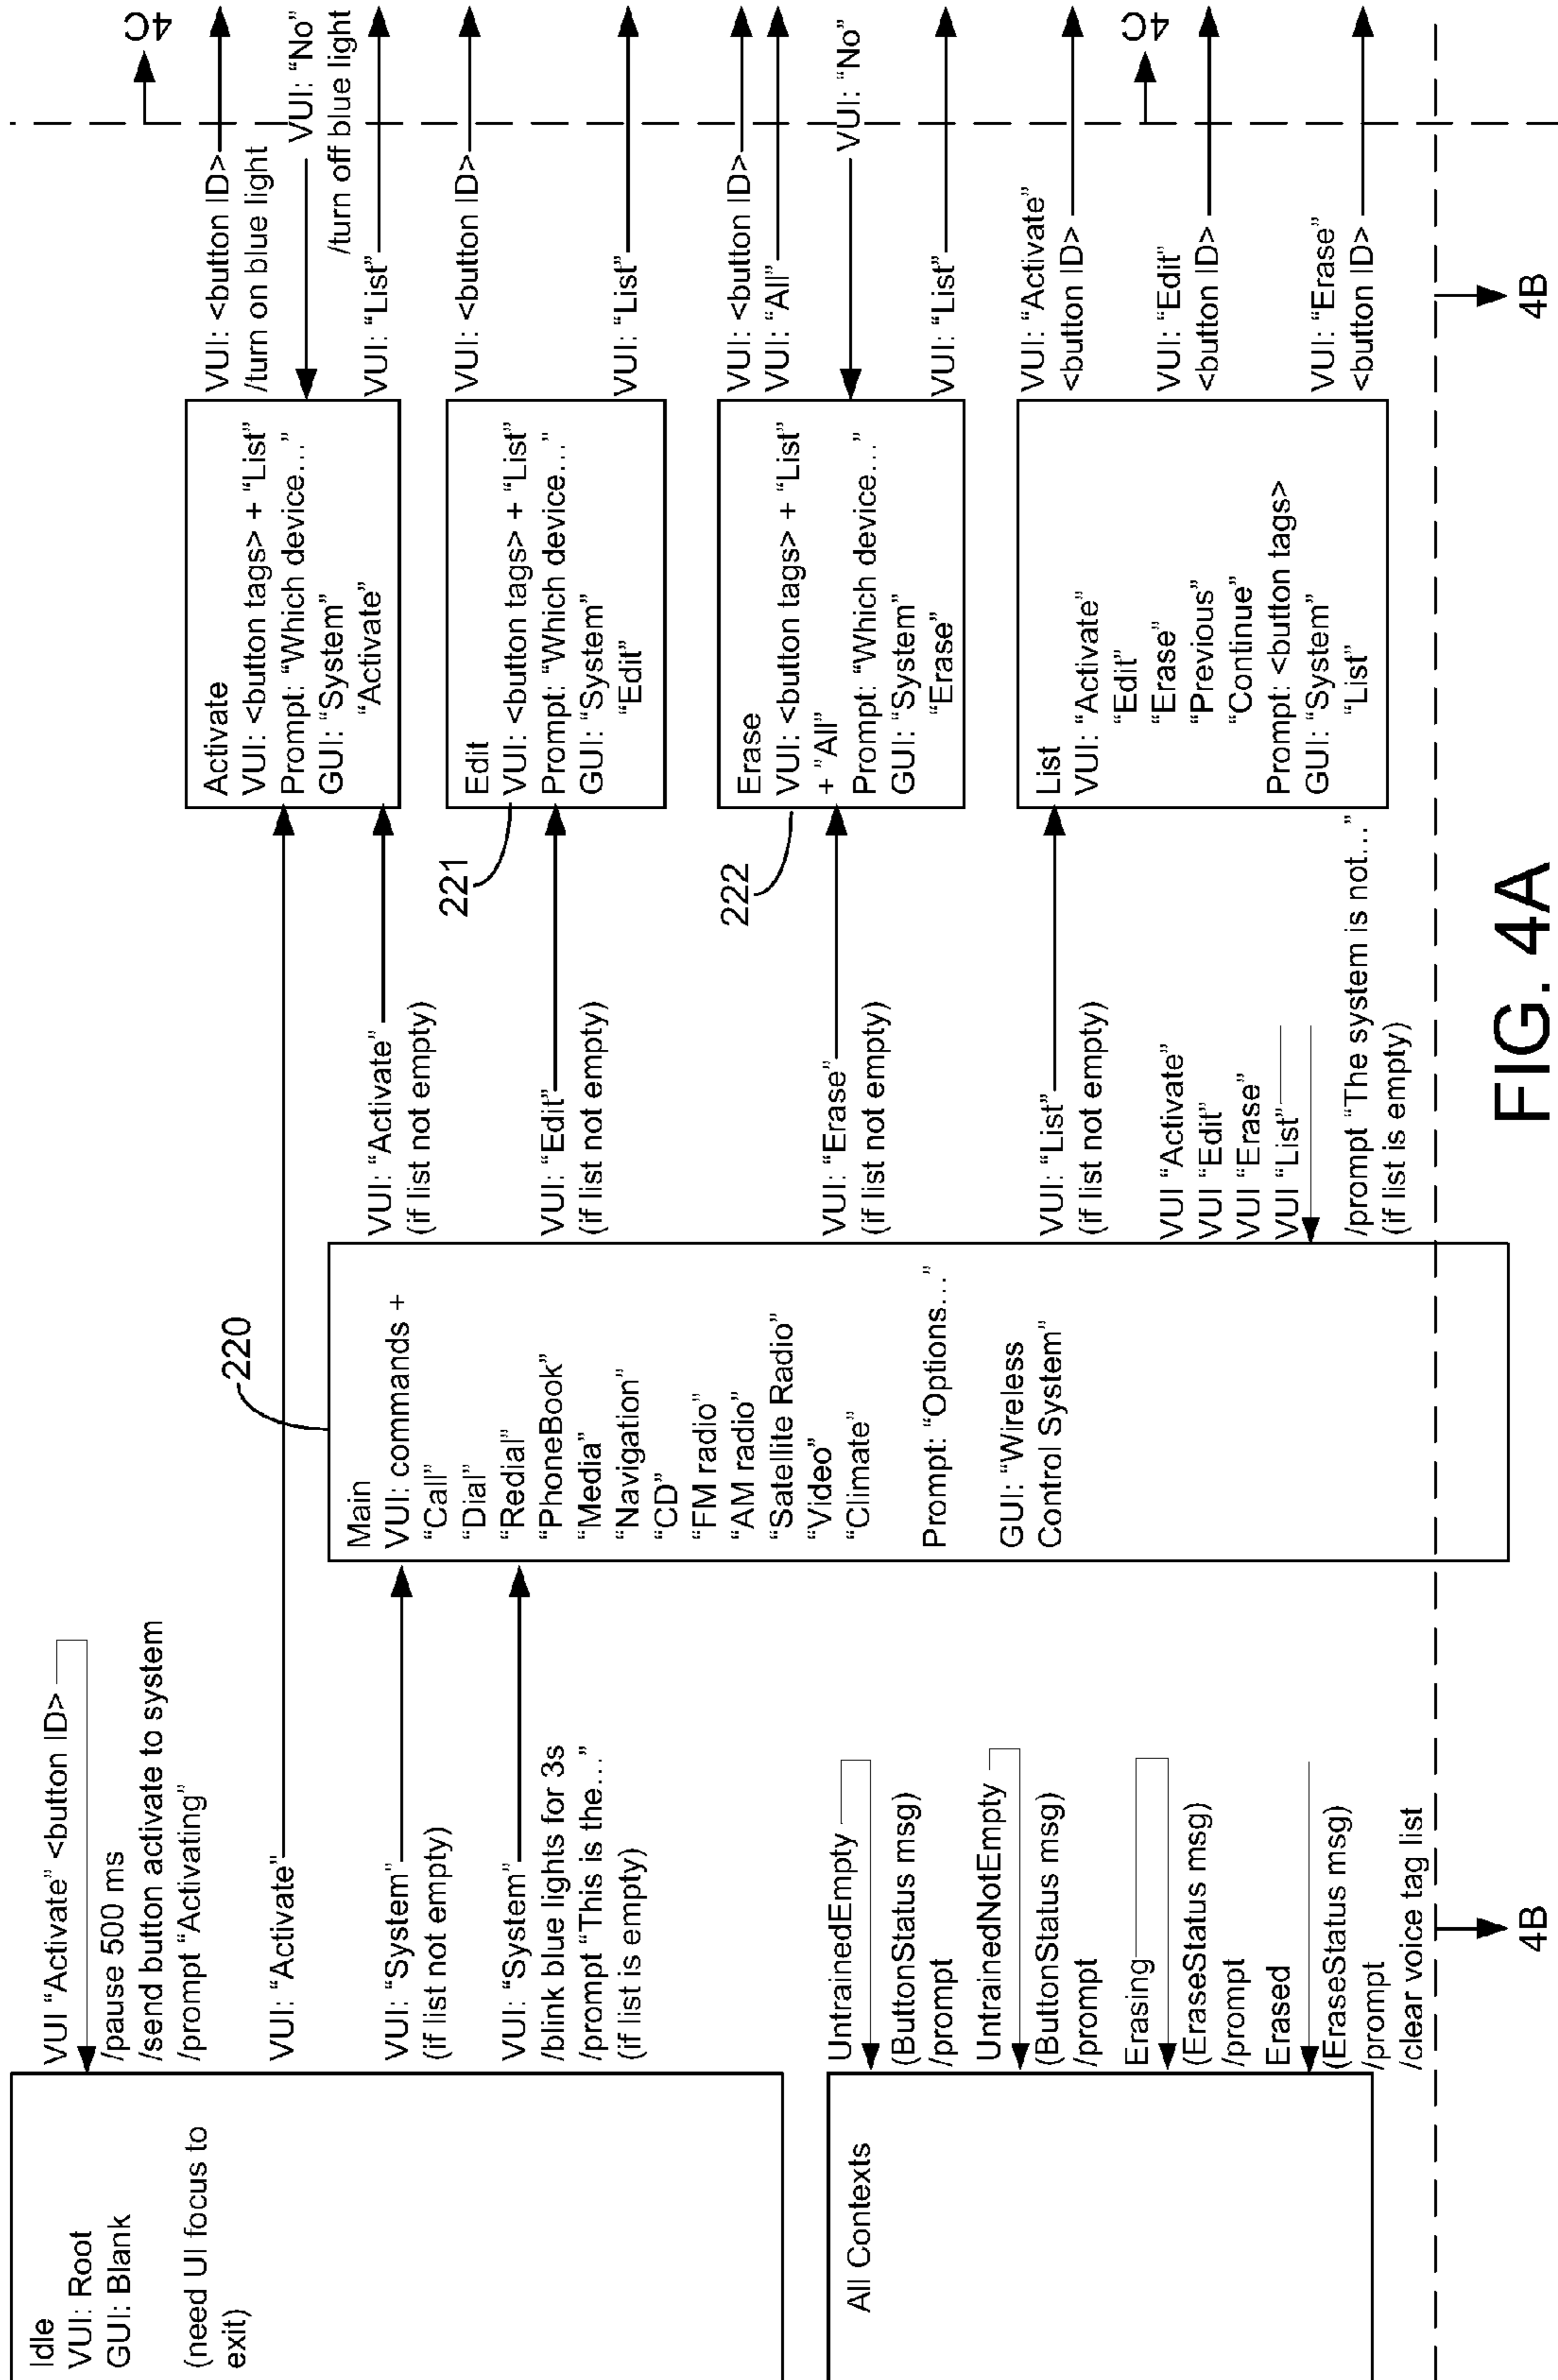 Idle
VUI: Root
GUI: Blank
(need UI focus to
exit)
VUI “Activate” <button ID>
/pause 500 ms
/send button activate to system
/prompt “Activating”
VUI: “Activate”
VUI: “System”
(if list not empty)
VUI: “System”
/blink blue lights for 3s
/prompt “This is the…”
(if list is empty)
All Contexts
UntrainedEmpty
(ButtonStatus msg)
/prompt
UntrainedNotEmpty
(ButtonStatus msg)
/prompt
Erasing
(EraseStatus msg)
/prompt
Erased
(EraseStatus msg)
/prompt
/clear voice tag list
4B
220
Main
VUI: commands +
“Call”
“Dial”
“Redial”
“PhoneBook”
“Media”
“Navigation”
“CD”
“FM radio”
“AM radio”
“Satellite Radio”
“Video”
“Climate”
Prompt: “Options…”
GUI: “Wireless
Control System”
VUI: “Activate”
(if list not empty)
VUI: “Edit”
(if list not empty)
VUI: “Erase”
(if list not empty)
VUI: “List”
(if list not empty)
VUI “Activate”
VUI “Edit”
VUI “Erase”
VUI “List”
/prompt “The system is not…”
(if list is empty)
Activate
VUI: <button tags> + “List”
Prompt: “Which device…”
GUI: “System”
“Activate”
221
Edit
VUI: <button tags> + “List”
Prompt: “Which device…”
GUI: “System”
“Edit”
222
Erase
VUI: <button tags> + “List”
+ ”All”
Prompt: “Which device…”
GUI: “System”
“Erase”
List
VUI: “Activate”
“Edit”
“Erase”
“Previous”
“Continue”
Prompt: <button tags>
GUI: “System”
“List”
VUI: <button ID>
/turn on blue light
VUI: “No”
/turn off blue light
VUI: “List”
VUI: <button ID>
VUI: “List”
VUI: <button ID>
VUI: “All”
VUI: “No”
VUI: “List”
VUI: “Activate”
<button ID>
VUI: “Edit”
<button ID>
VUI: “Erase”
<button ID>
4C
4C
4B
FIG. 4A